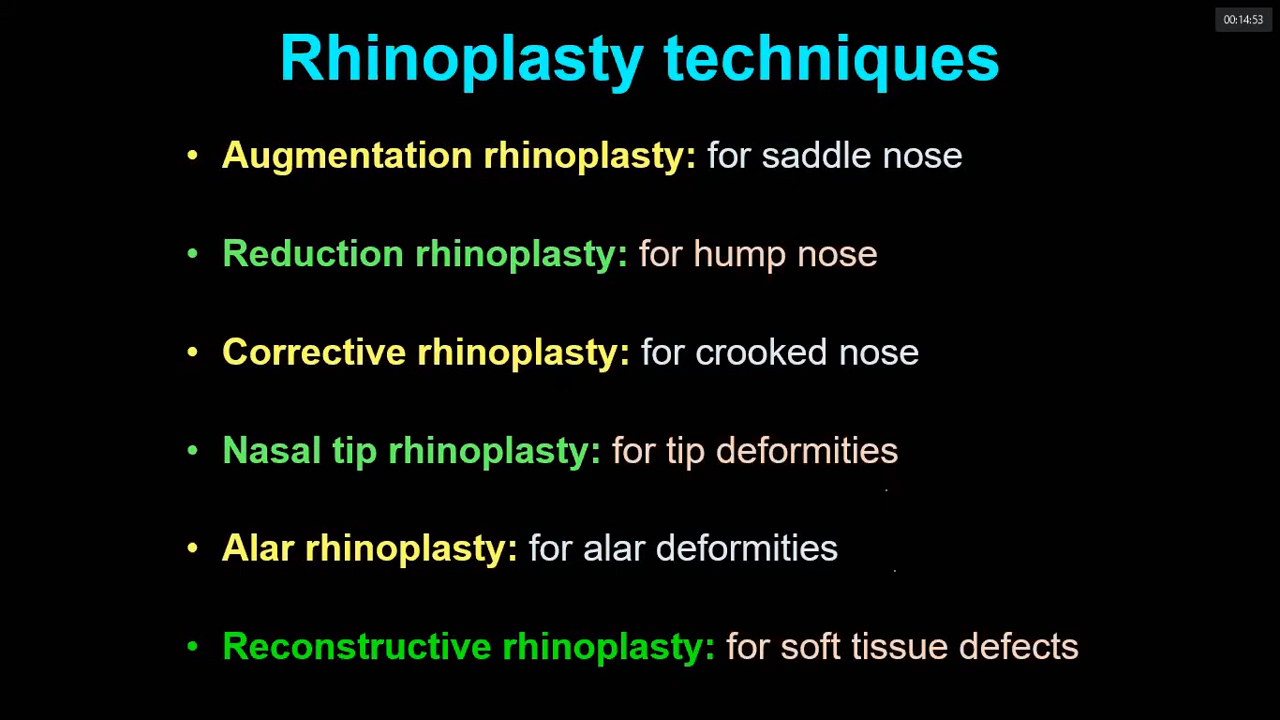 00:14:53
Rhinoplasty techniques
• Augmentation rhinoplasty: for saddle nose
• Reduction rhinoplasty: for hump nose
• Corrective rhinoplasty: for crooked nose
• Nasal tip rhinoplasty: for tip deformities
• Alar rhinoplasty: for alar deformities
• Reconstructive rhinoplasty: for soft tissue defects